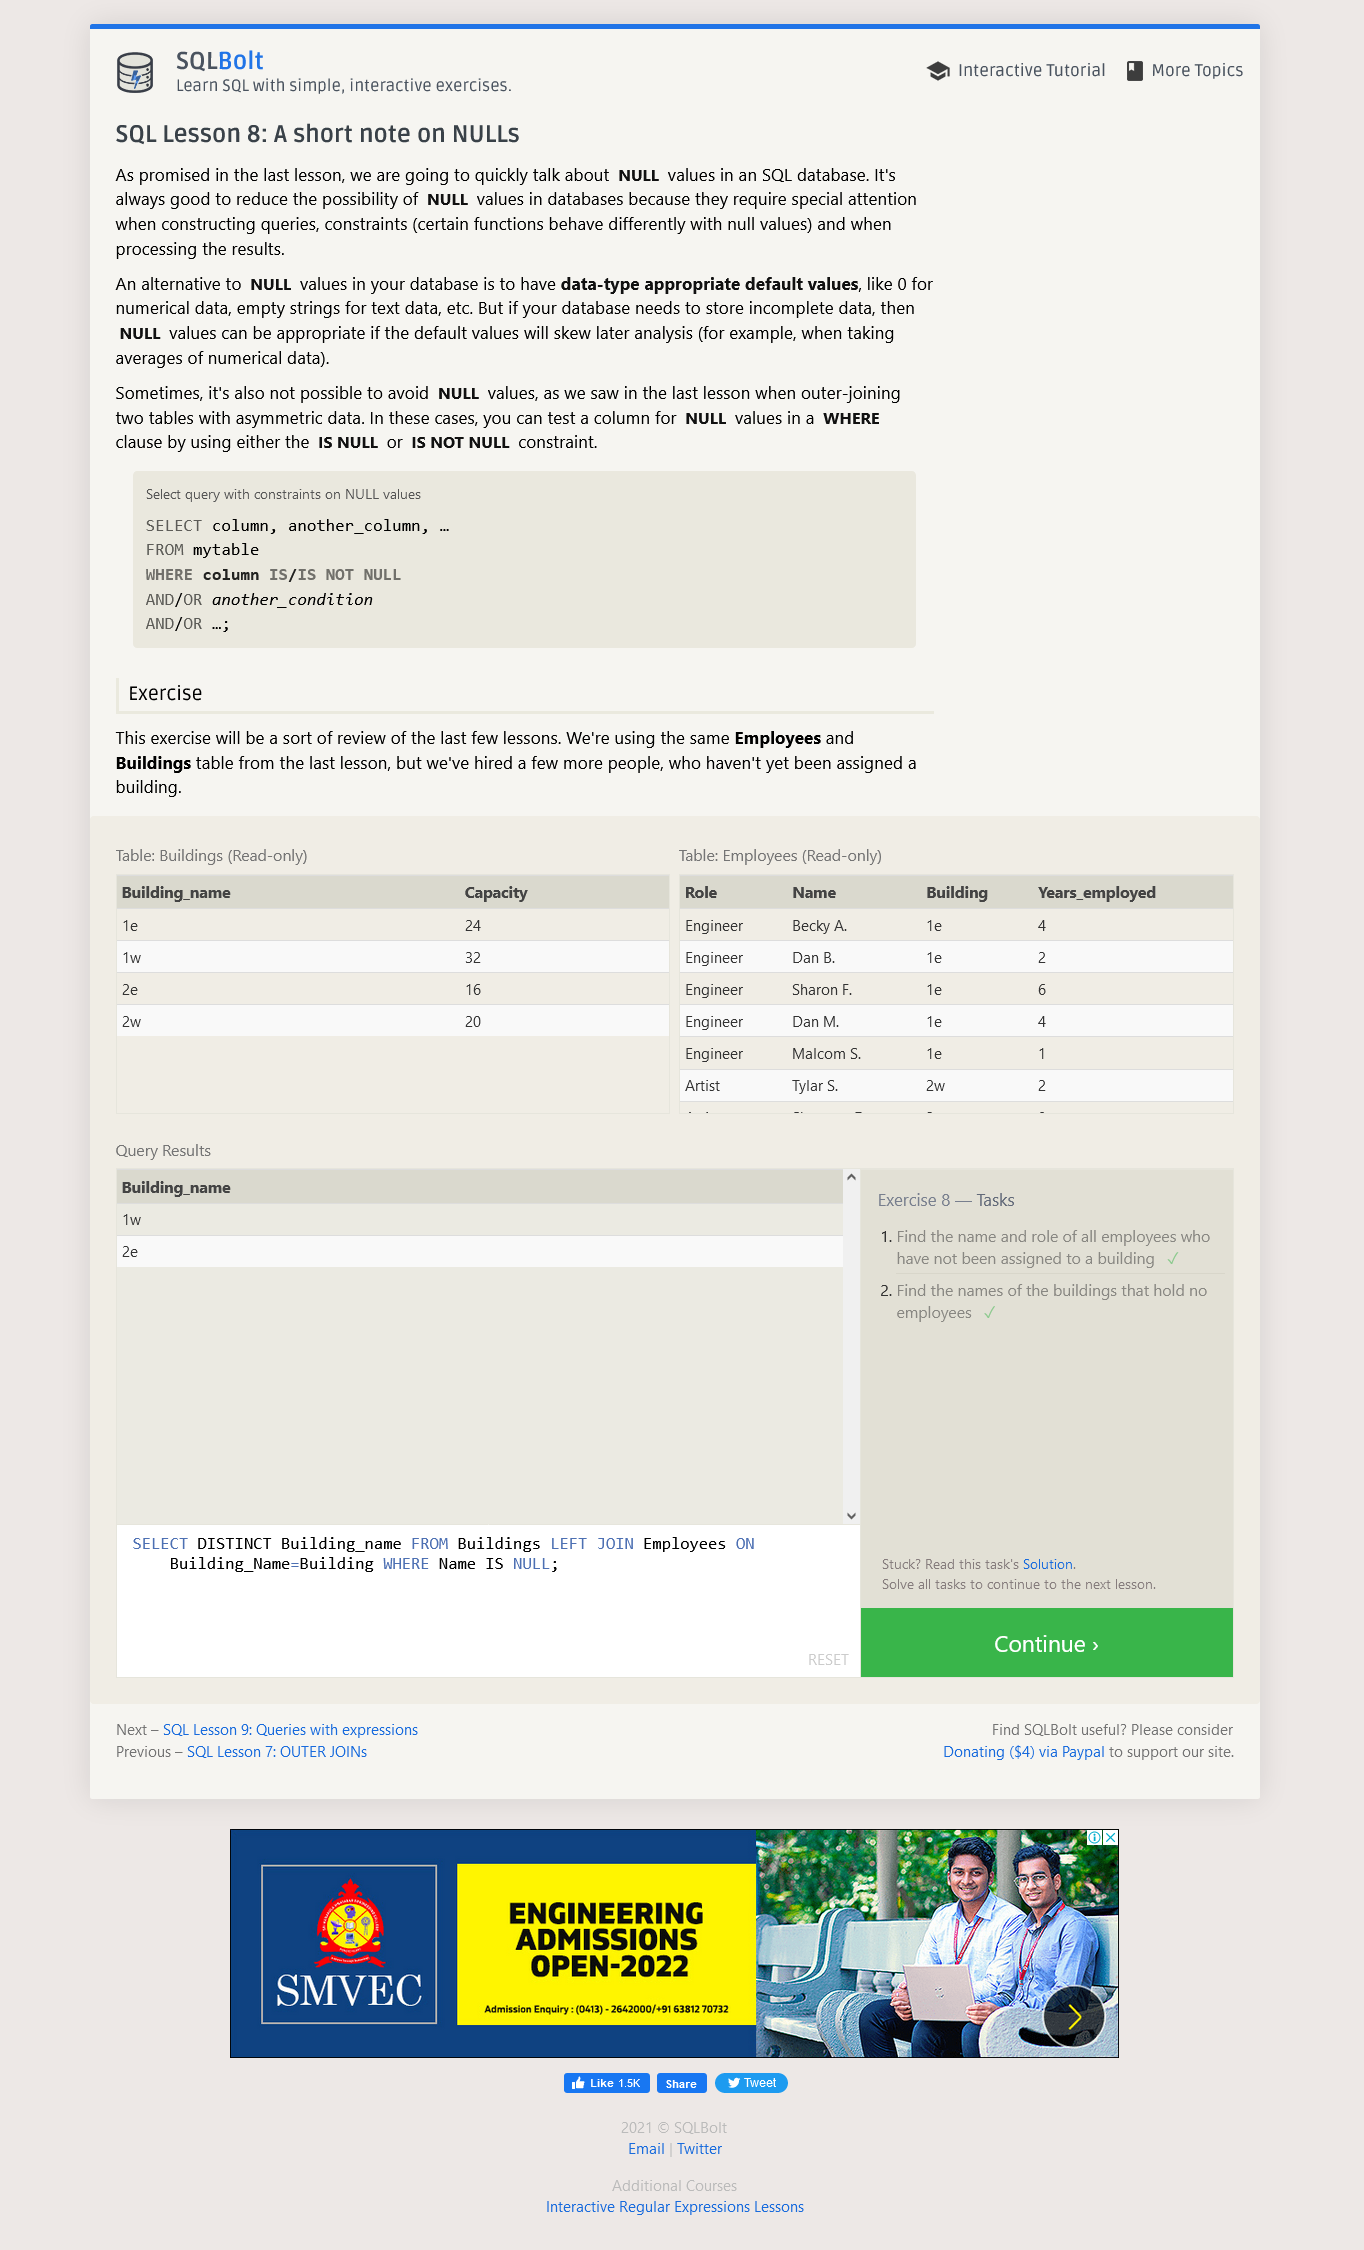 SQLBolt
Learn SQL with simple, interactive exercises.
Interactive Tutorial
More Topics
SQL Lesson 8: A short note on NULLs
As promised in the last lesson, we are going to quickly talk about NULL values in an SQL database. It's
always good to reduce the possibility of NULL values in databases because they require special attention
when constructing queries, constraints (certain functions behave differently with null values) and when
processing the results.
An alternative to NULL values in your database is to have data-type appropriate default values, like 0 for
numerical data, empty strings for text data, etc. But if your database needs to store incomplete data, then
NULL values can be appropriate if the default values will skew later analysis (for example, when taking
averages of numerical data).
Sometimes, it's also not possible to avoid NULL values, as we saw in the last lesson when outer-joining
two tables with asymmetric data. In these cases, you can test a column for NULL values in a WHERE
clause by using either the IS NULL or IS NOT NULL constraint.
Select query with constraints on NULL values
SELECT column, another_column, …
FROM mytable
WHERE column IS/IS NOT NULL
AND/OR another_condition
AND/OR …;
Exercise
This exercise will be a sort of review of the last few lessons. We're using the same Employees and
Buildings table from the last lesson, but we've hired a few more people, who haven't yet been assigned a
building.
Table: Buildings (Read-only)
Building_name Capacity
1e 24
1w 32
2e 16
2w 20
Table: Employees (Read-only)
Role Name Building Years_employed
Engineer Becky A. 1e 4
Engineer Dan B. 1e 2
Engineer Sharon F. 1e 6
Engineer Dan M. 1e 4
Engineer Malcom S. 1e 1
Artist Tylar S. 2w 2
Query Results
Building_name
1w
2e
SELECT DISTINCT Building_name FROM Buildings LEFT JOIN Employees ON
Building_Name=Building WHERE Name IS NULL;
RESET
Exercise 8 — Tasks
1. Find the name and role of all employees who
have not been assigned to a building ✓
2. Find the names of the buildings that hold no
employees ✓
Stuck? Read this task's Solution.
Solve all tasks to continue to the next lesson.
Continue ›
Next – SQL Lesson 9: Queries with expressions
Previous – SQL Lesson 7: OUTER JOINs
Find SQLBolt useful? Please consider
Donating ($4) via Paypal to support our site.
SMVEC
ENGINEERING
ADMISSIONS
OPEN-2022
Admission Enquiry : (0413) - 2642000/+91 63812 70732
Like 1.5K
Share
Tweet
2021 © SQLBolt
Email | Twitter
Additional Courses
Interactive Regular Expressions Lessons